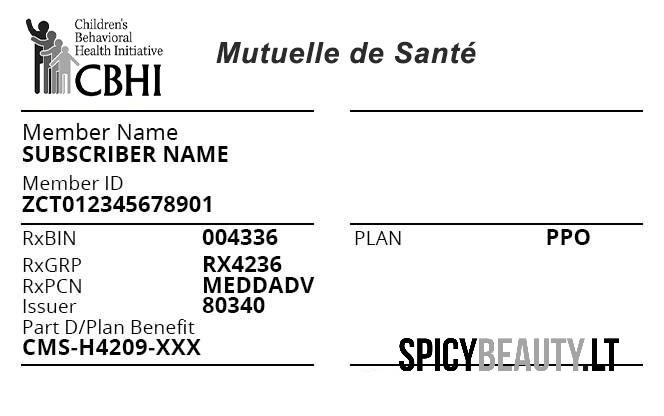 Children's
Behavioral
Health Initiative
CBHI
Mutuelle de Santé
Member Name
SUBSCRIBER NAME
Member ID
ZCT012345678901
RxBIN 004336
PLAN PPO
RxGRP RX4236
RxPCN MEDDADV
Issuer 80340
Part D/Plan Benefit
CMS-H4209-XXX
SPICYBEAUTY.LT